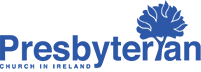 Presbyterian
CHURCH IN IRELAND